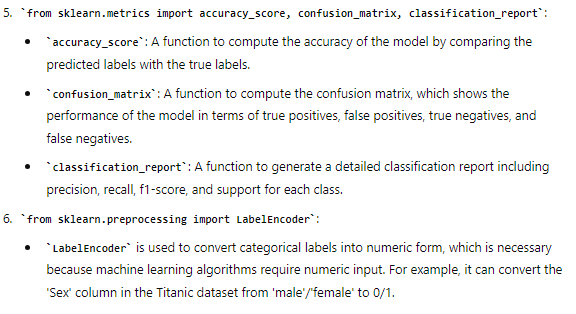 5. `from sklearn.metrics import accuracy_score, confusion_matrix, classification_report`:
• `accuracy_score`: A function to compute the accuracy of the model by comparing the
predicted labels with the true labels.
• `confusion_matrix`: A function to compute the confusion matrix, which shows the
performance of the model in terms of true positives, false positives, true negatives, and
false negatives.
• `classification_report`: A function to generate a detailed classification report including
precision, recall, f1-score, and support for each class.
6. `from sklearn.preprocessing import LabelEncoder`:
• `LabelEncoder` is used to convert categorical labels into numeric form, which is necessary
because machine learning algorithms require numeric input. For example, it can convert the
'Sex' column in the Titanic dataset from 'male'/'female' to 0/1.